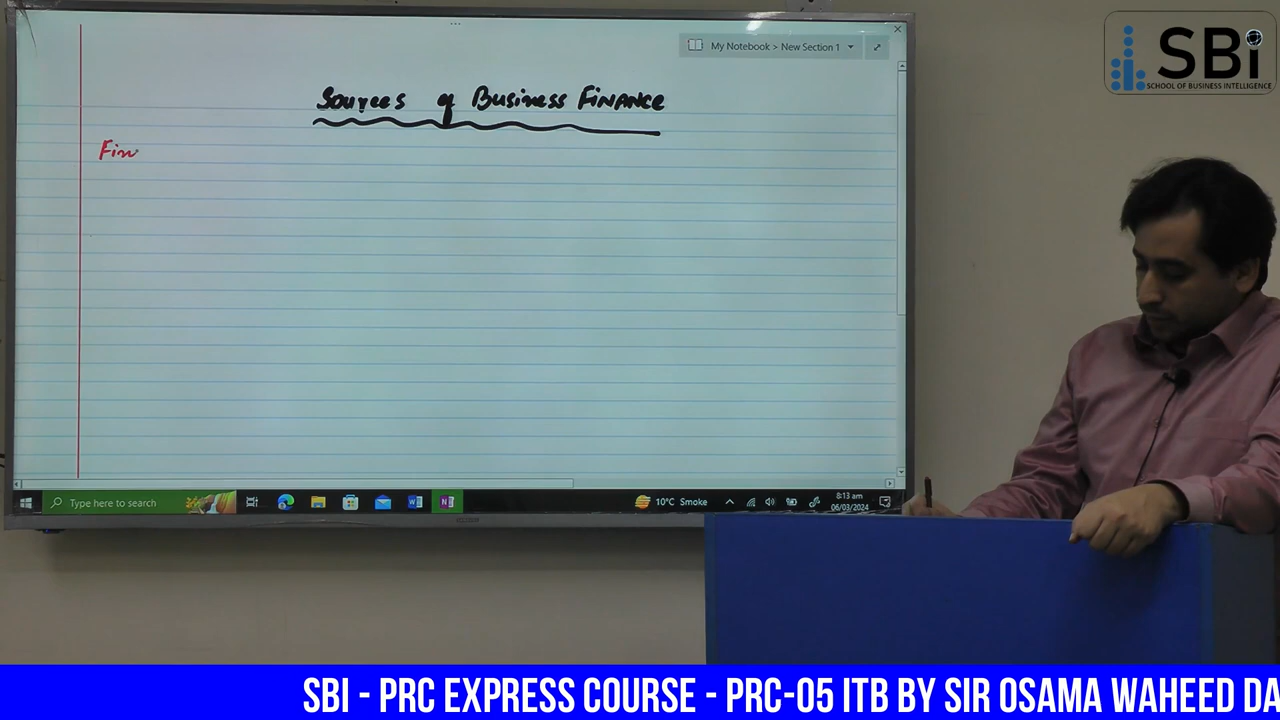 My Notebook > New Section 1
SBi
SCHOOL OF BUSINESS INTELLIGENCE
Sources of Business Finance
Fin
Type here to search
10°C Smoke
8:13 am
06/03/2024
SBI - PRC EXPRESS COURSE - PRC-05 ITB BY SIR OSAMA WAHEED DA